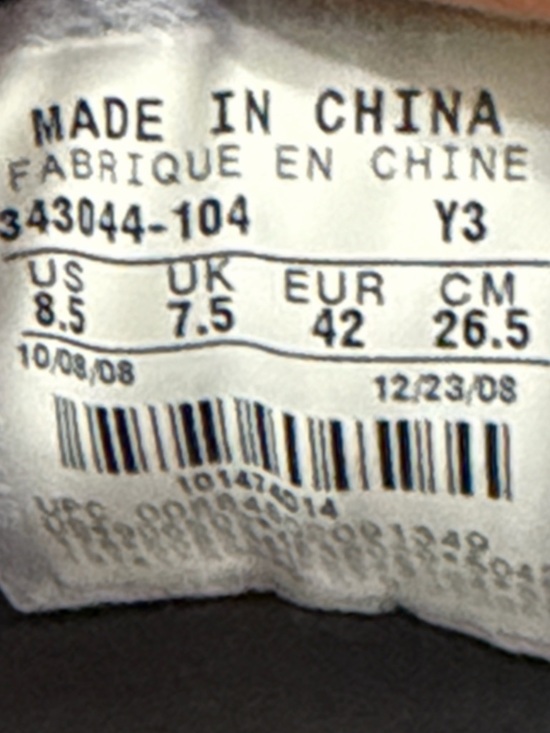 MADE IN CHINA
FABRIQUE EN CHINE
343044-104 Y3
US UK EUR CM
8.5 7.5 42 26.5
10/08/08 12/23/08
UPC